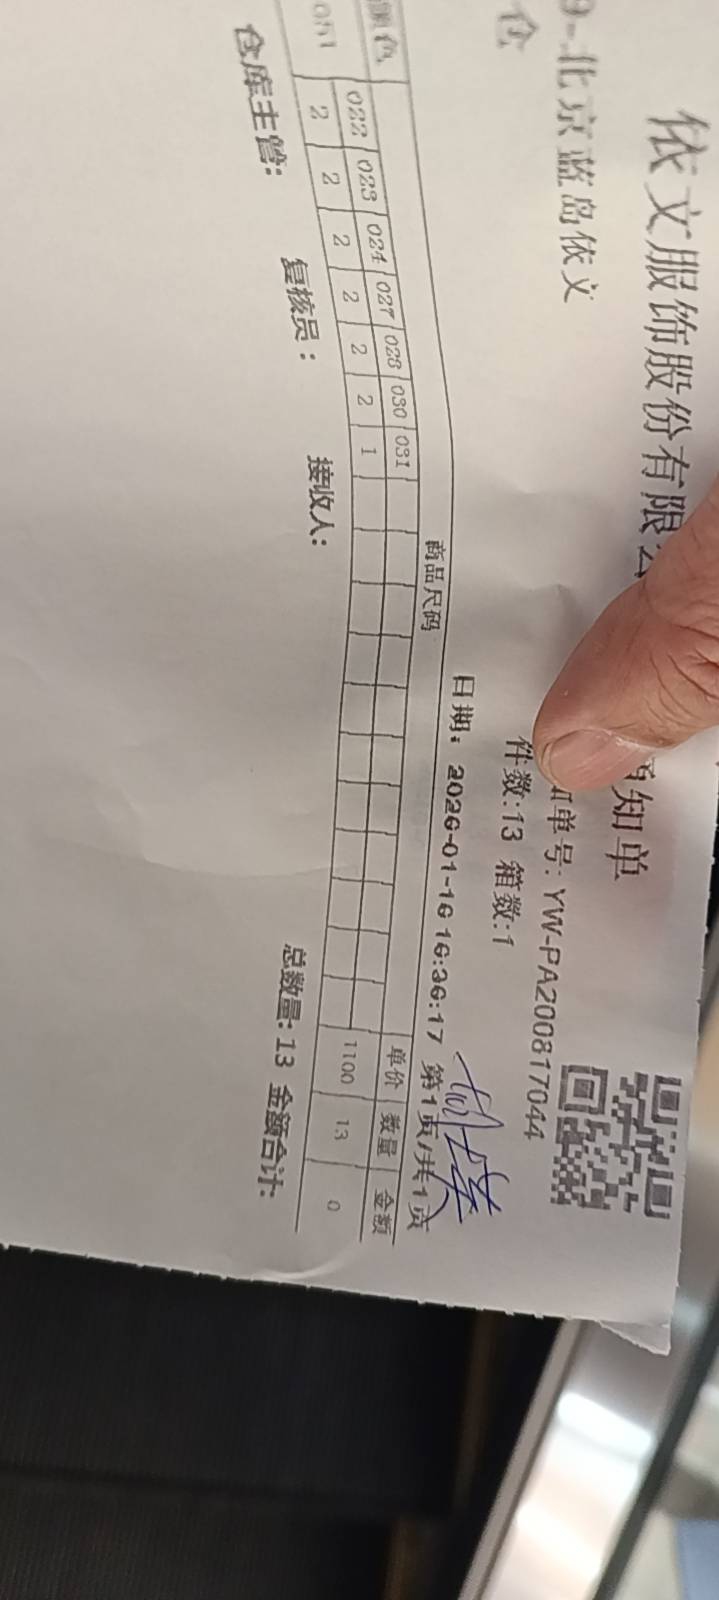 依文服饰股份有限
知单
9-北京蓝岛依文
单号: YW-PA200817044
仓
件数:13 箱数:1
日期: 2026-01-16 16:36:17 第1页/共1页
颜色 商品尺码 单价 数量 金额
022 023 024 027 028 030 031
051 2 2 2 2 2 2 1 1100 13 0
仓库主管: 复核员: 接收人: 总数量: 13 金额合计: